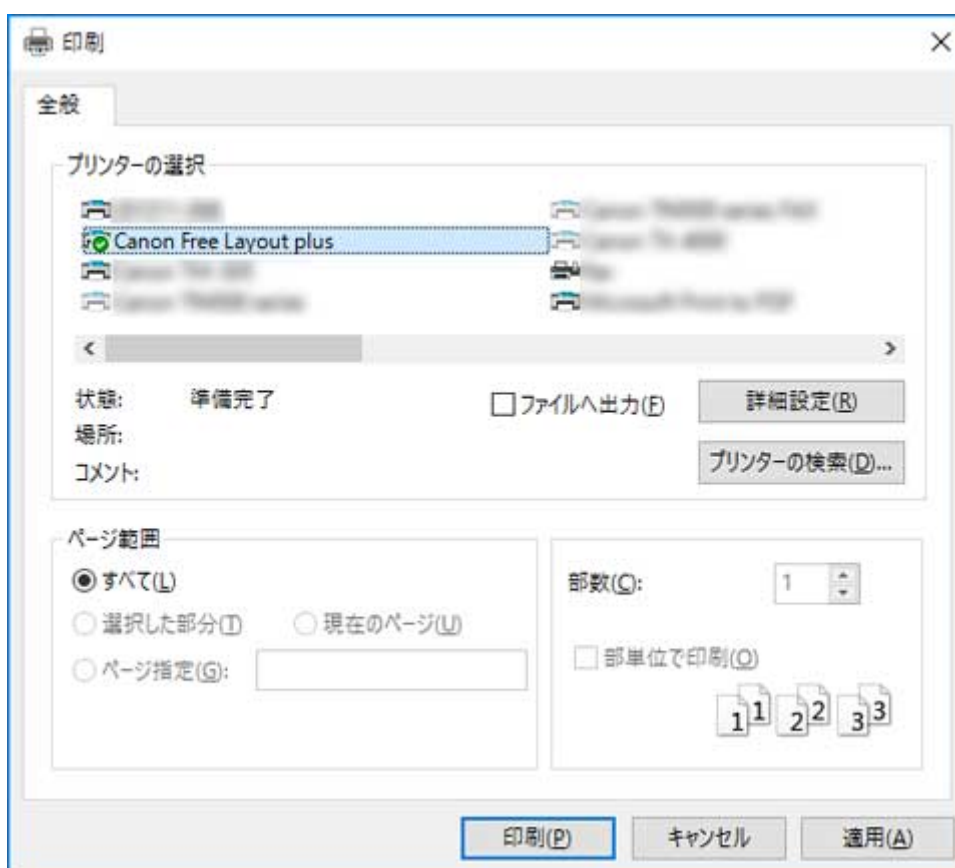 印刷
全般
プリンターの選択
Canon Free Layout plus
状態: 準備完了
ファイルへ出力(F)
詳細設定(R)
場所:
コメント:
プリンターの検索(D)...
ページ範囲
すべて(L)
選択した部分(T) 現在のページ(U)
ページ指定(G):
部数(C): 1
部単位で印刷(O)
1 1 2 2 3 3
印刷(P) キャンセル 適用(A)